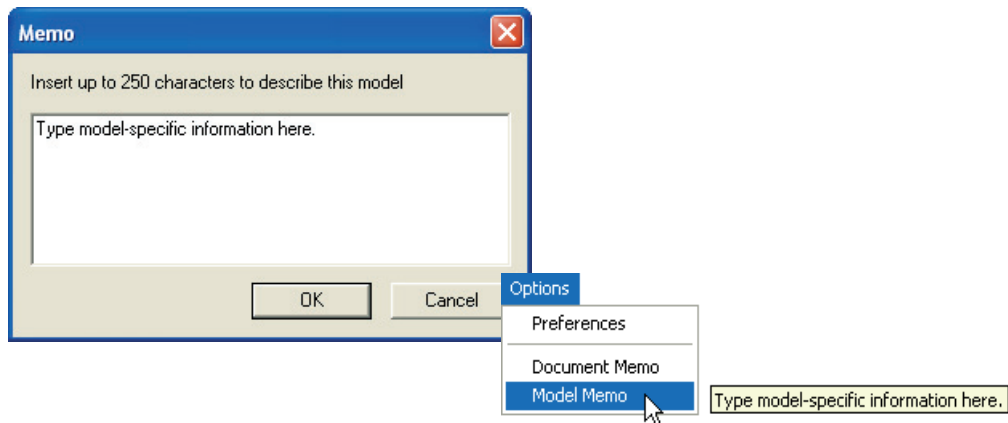 Memo
Insert up to 250 characters to describe this model
Type model-specific information here.
OK
Cancel
Options
Preferences
Document Memo
Model Memo
Type model-specific information here.